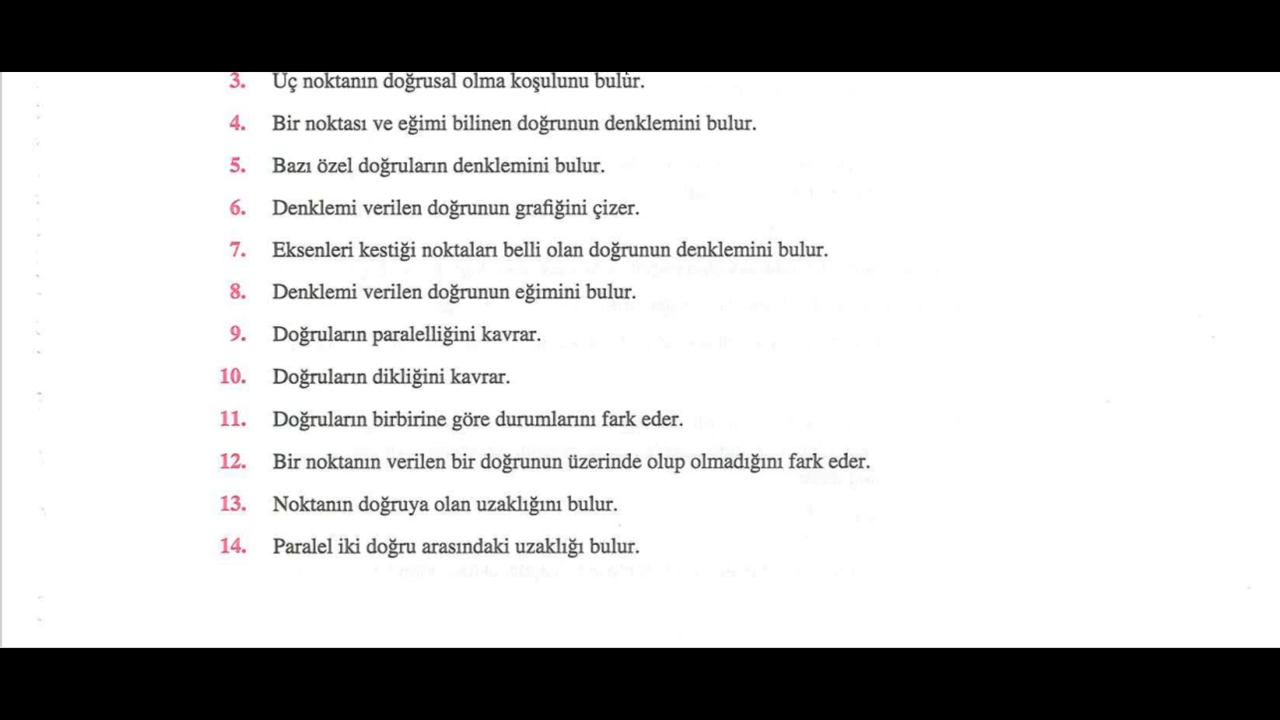 3. Üç noktanın doğrusal olma koşulunu bulur.
4. Bir noktası ve eğimi bilinen doğrunun denklemini bulur.
5. Bazı özel doğruların denklemini bulur.
6. Denklemi verilen doğrunun grafiğini çizer.
7. Eksenleri kestiği noktaları belli olan doğrunun denklemini bulur.
8. Denklemi verilen doğrunun eğimini bulur.
9. Doğruların paralelliğini kavrar.
10. Doğruların dikliğini kavrar.
11. Doğruların birbirine göre durumlarını fark eder.
12. Bir noktanın verilen bir doğrunun üzerinde olup olmadığını fark eder.
13. Noktanın doğruya olan uzaklığını bulur.
14. Paralel iki doğru arasındaki uzaklığı bulur.